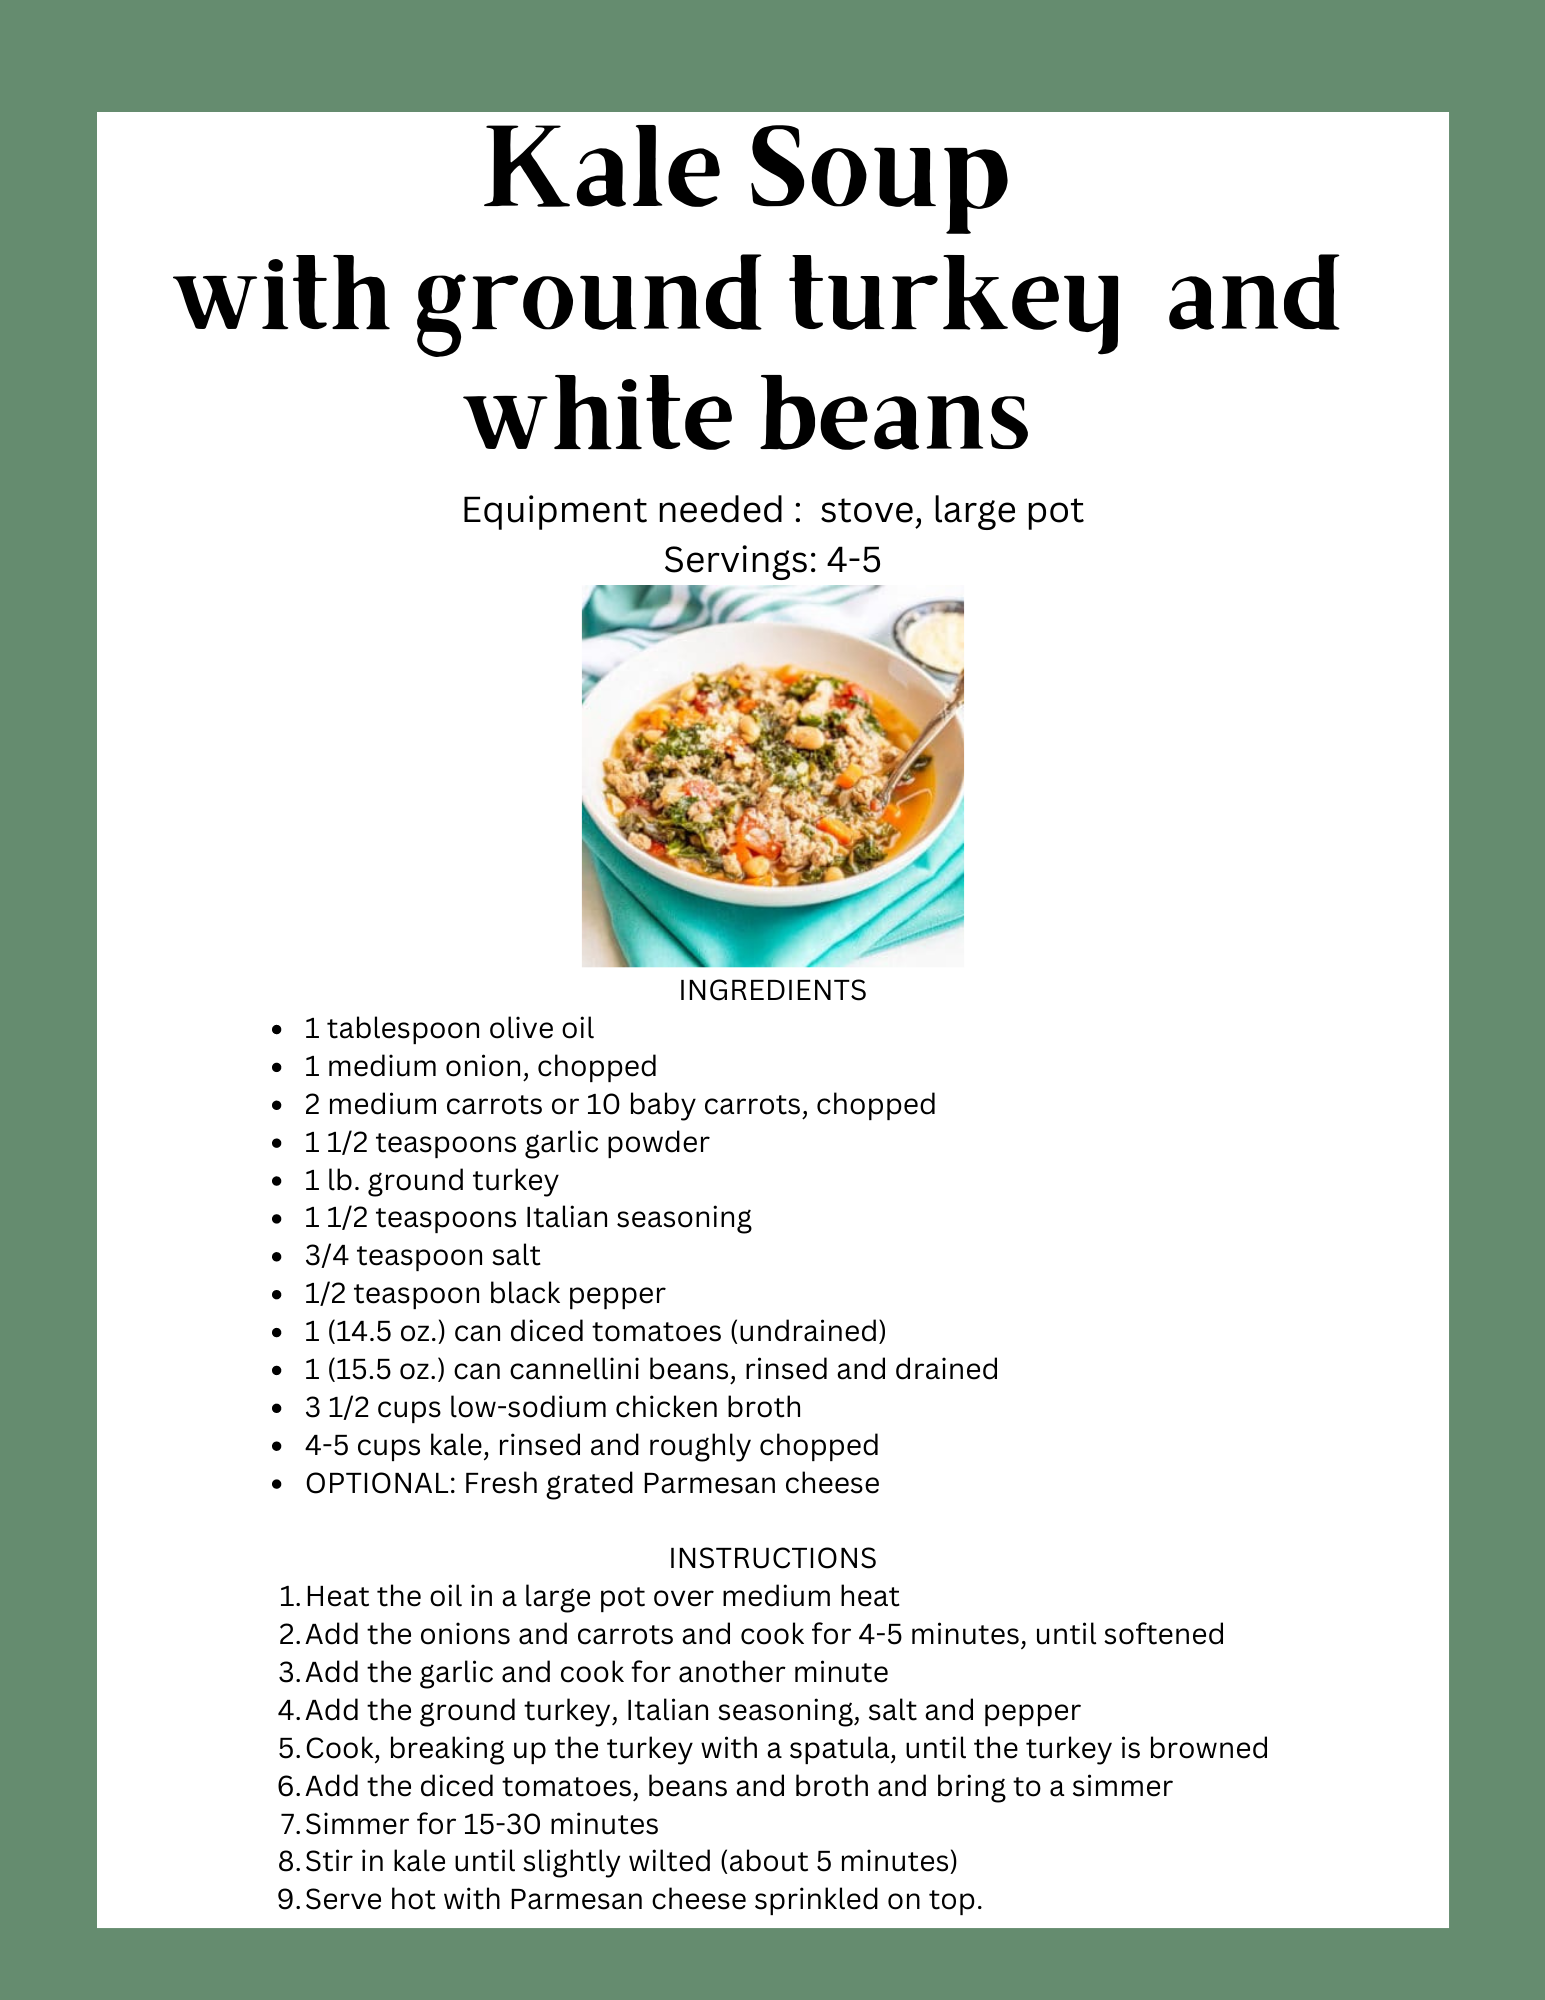 Kale Soup
with ground turkey  and
white beans
Equipment needed :  stove, large pot
Servings: 4-5
INGREDIENTS
• 1 tablespoon olive oil
• 1 medium onion, chopped
• 2 medium carrots or 10 baby carrots, chopped
• 1 1/2 teaspoons garlic powder
• 1 lb. ground turkey
• 1 1/2 teaspoons Italian seasoning
• 3/4 teaspoon salt
• 1/2 teaspoon black pepper
• 1 (14.5 oz.) can diced tomatoes (undrained)
• 1 (15.5 oz.) can cannellini beans, rinsed and drained
• 3 1/2 cups low-sodium chicken broth
• 4-5 cups kale, rinsed and roughly chopped
• OPTIONAL: Fresh grated Parmesan cheese
INSTRUCTIONS
1. Heat the oil in a large pot over medium heat
2. Add the onions and carrots and cook for 4-5 minutes, until softened
3. Add the garlic and cook for another minute
4. Add the ground turkey, Italian seasoning, salt and pepper
5. Cook, breaking up the turkey with a spatula, until the turkey is browned
6. Add the diced tomatoes, beans and broth and bring to a simmer
7. Simmer for 15-30 minutes
8. Stir in kale until slightly wilted (about 5 minutes)
9. Serve hot with Parmesan cheese sprinkled on top.